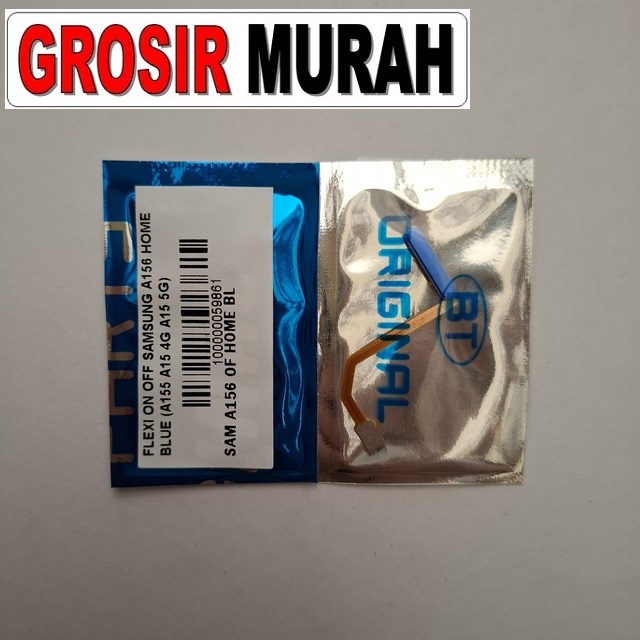 GROSIR MURAH
FLEXI ON OFF SAMSUNG A156 HOME
BLUE (A155 A15 4G A15 5G)
100000059861
SAM A156 OF HOME BL
ORIGINAL
BT